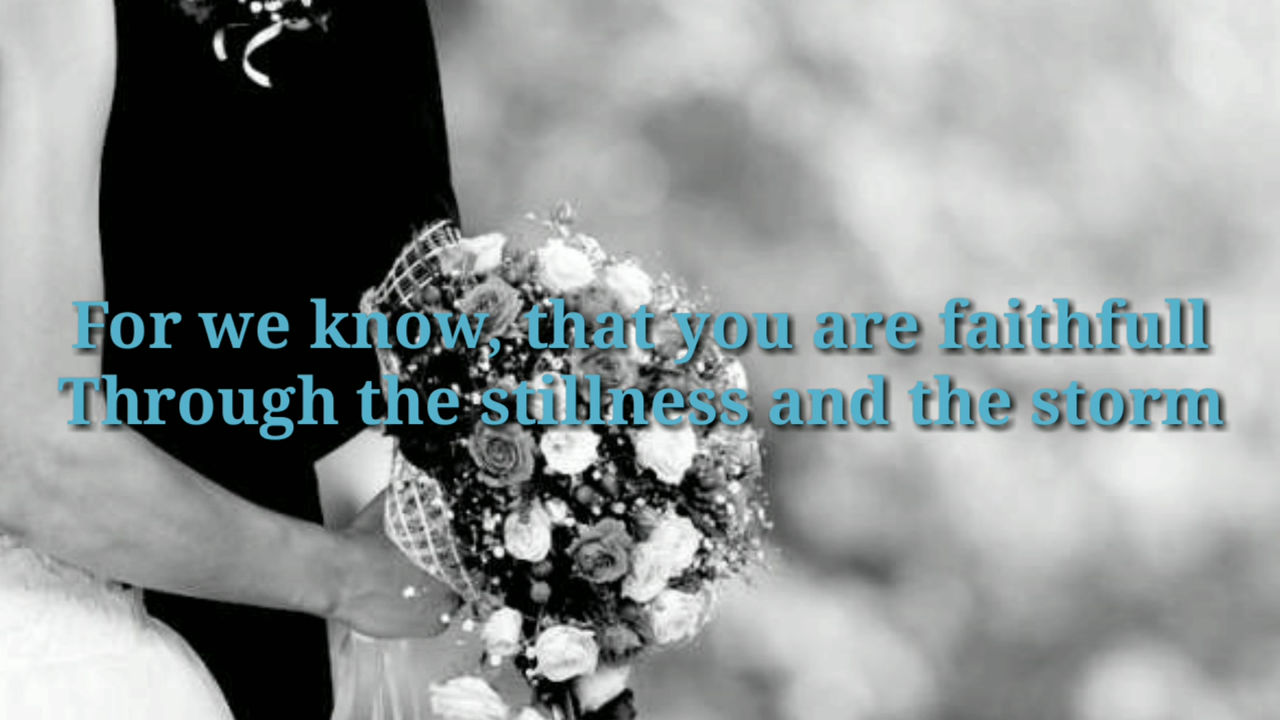 For we know, that you are faithfull
Through the stillness and the storm